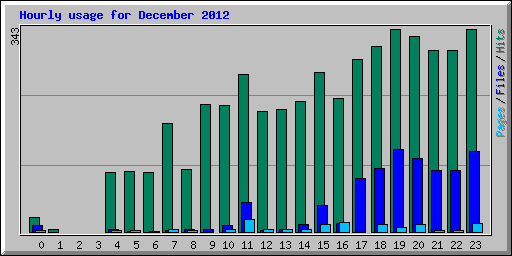 Hourly usage for December 2012
343
Pages / Files / Hits
0 1 2 3 4 5 6 7 8 9 10 11 12 13 14 15 16 17 18 19 20 21 22 23